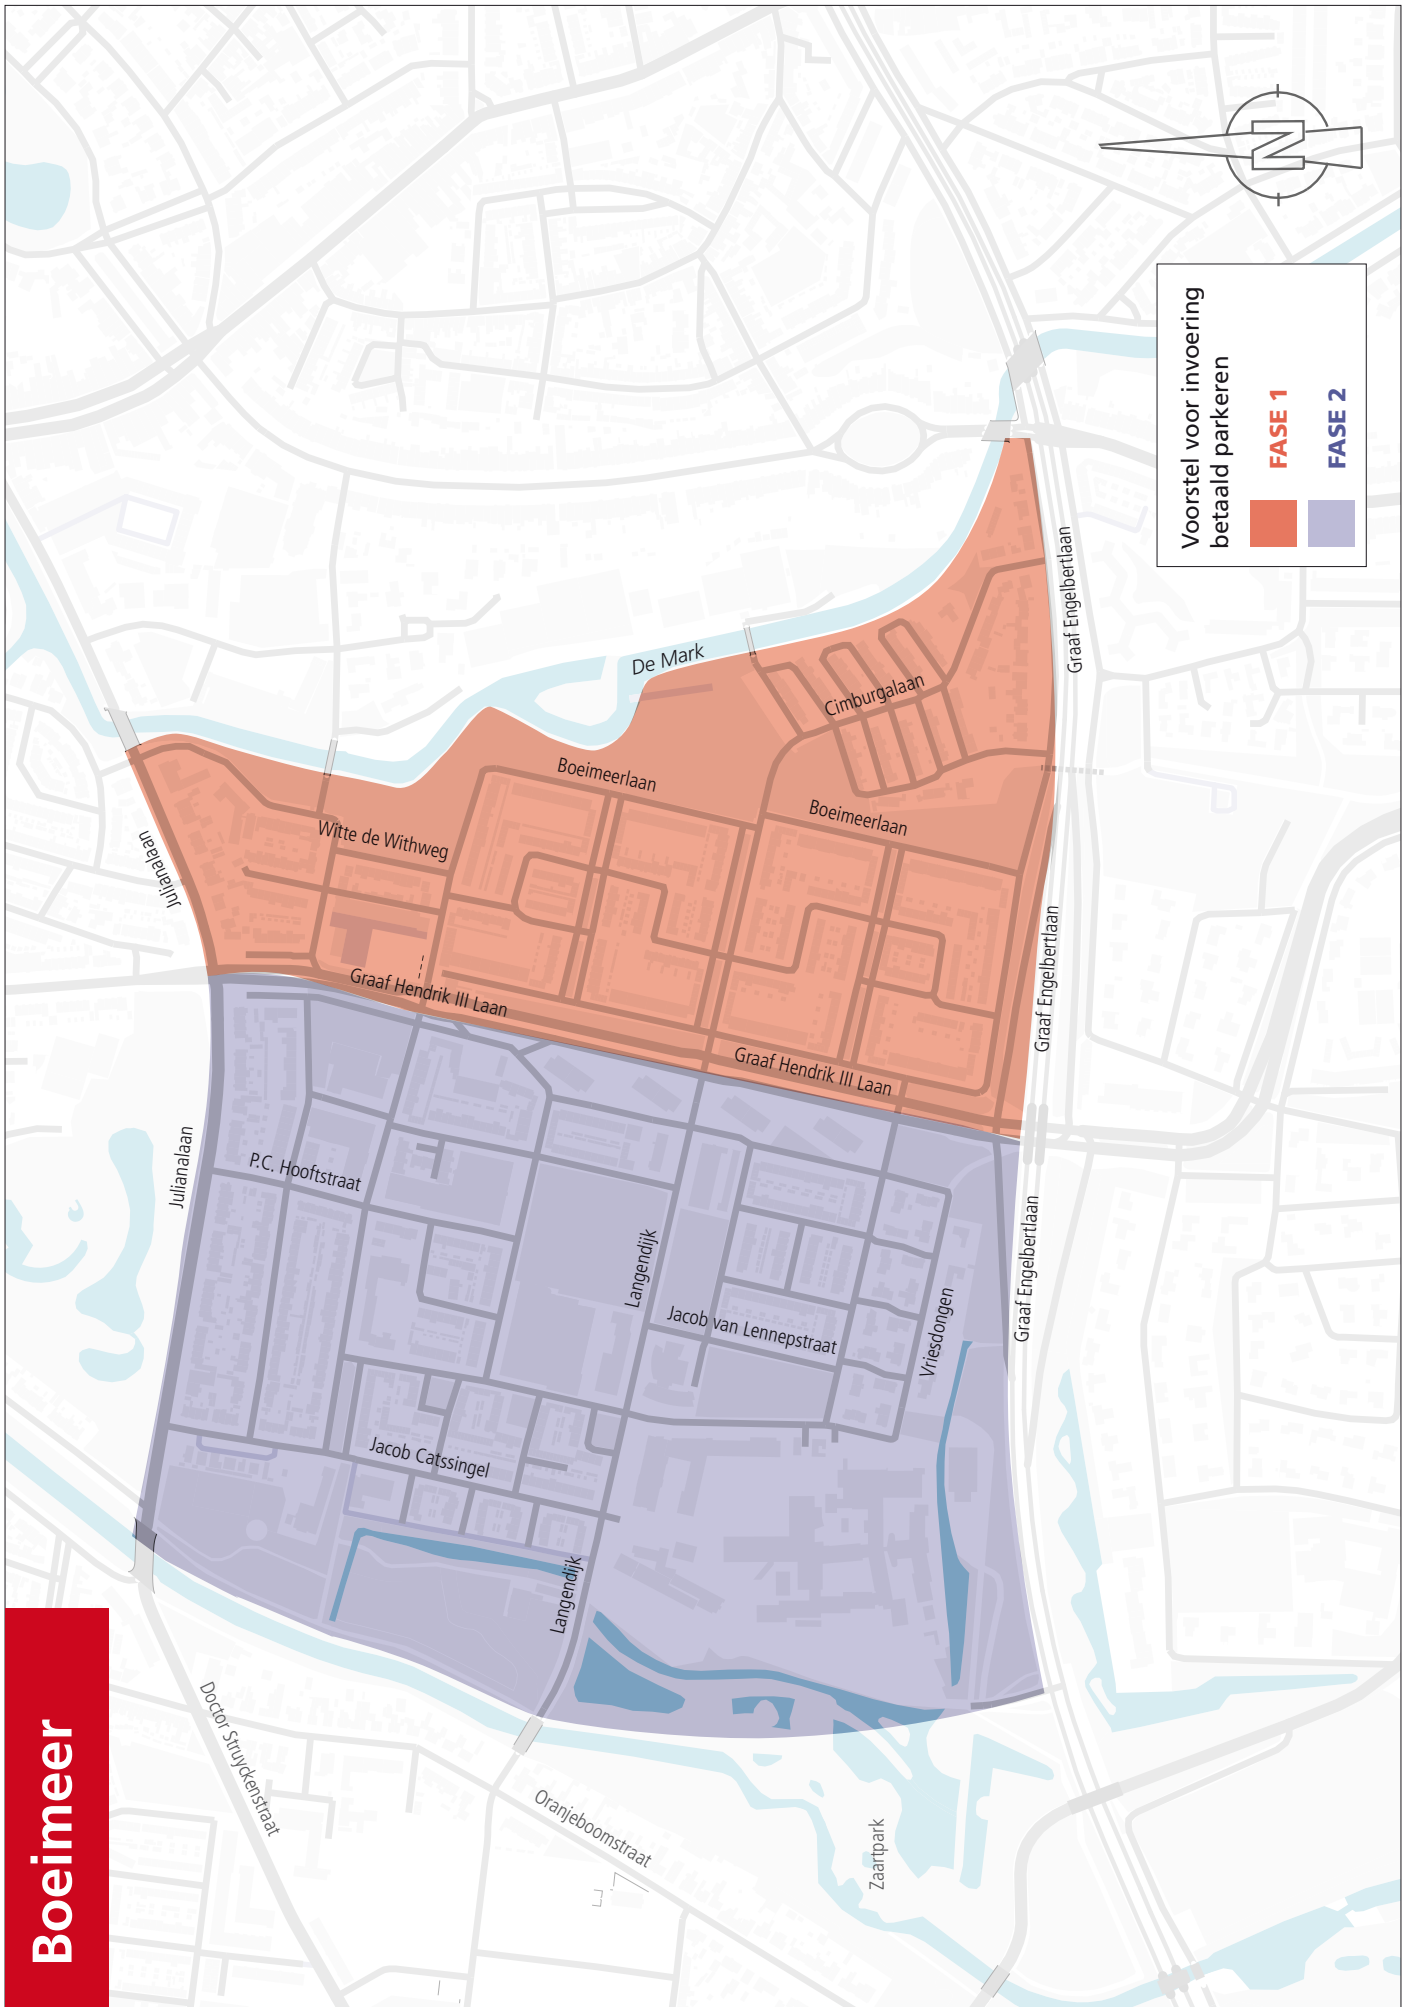 Boeimeer
Voorstel voor invoering
betaald parkeren
FASE 1
FASE 2
N
Julianalaan
Julianalaan
Doctor Struyckenstraat
P.C. Hooftstraat
Witte de Withweg
Graaf Hendrik III Laan
Jacob Catssingel
Boeimeerlaan
De Mark
Langendijk
Langendijk
Oranjeboomstraat
Jacob van Lennepstraat
Graaf Hendrik III Laan
Boeimeerlaan
Cimburgalaan
Vriesdongen
Zaartpark
Graaf Engelbertlaan
Graaf Engelbertlaan
Graaf Engelbertlaan